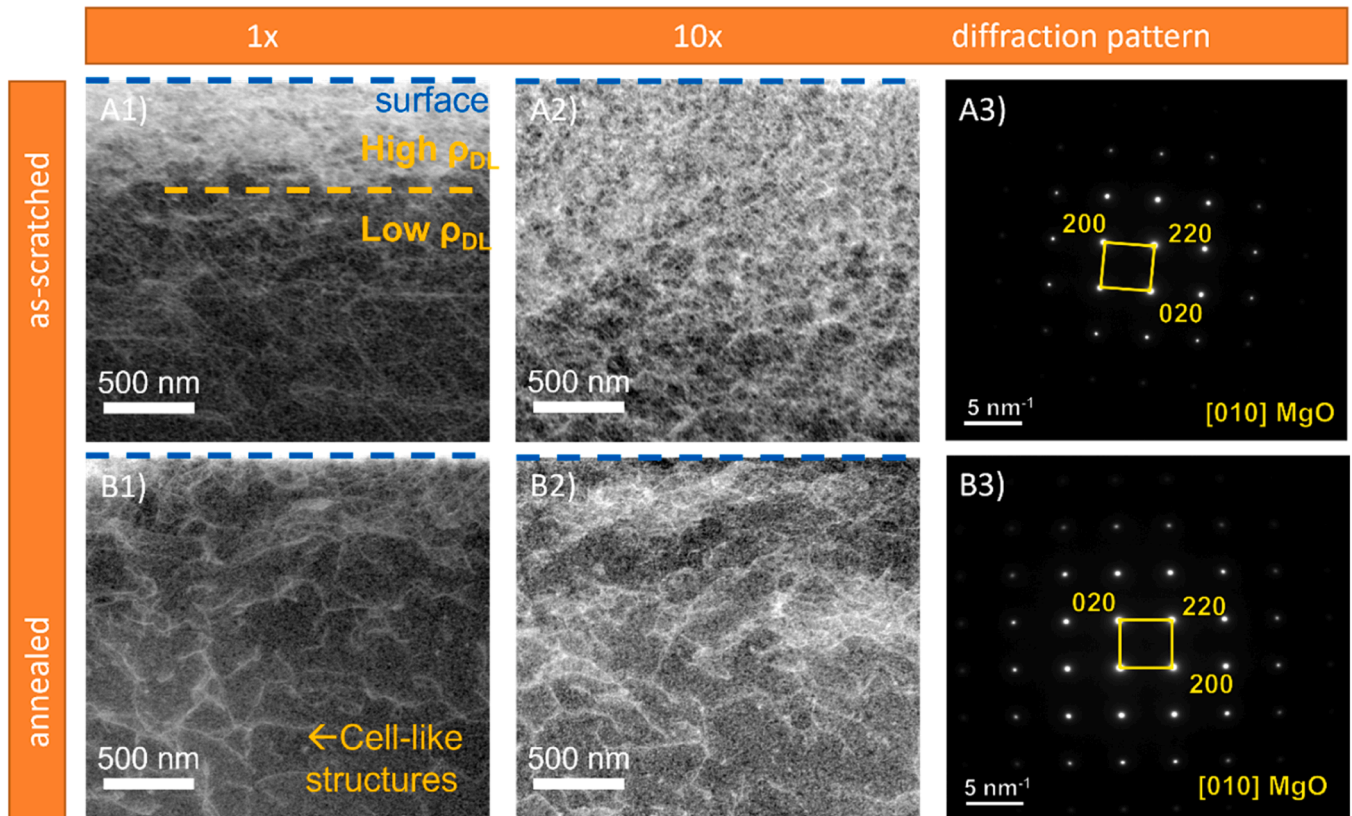 1x
10x
diffraction pattern
as-scratched
A1)
surface
High ρDL
Low ρDL
500 nm
A2)
500 nm
A3)
200
220
020
5 nm-1
[010] MgO
annealed
B1)
←Cell-like
structures
500 nm
B2)
500 nm
B3)
020
220
200
5 nm-1
[010] MgO